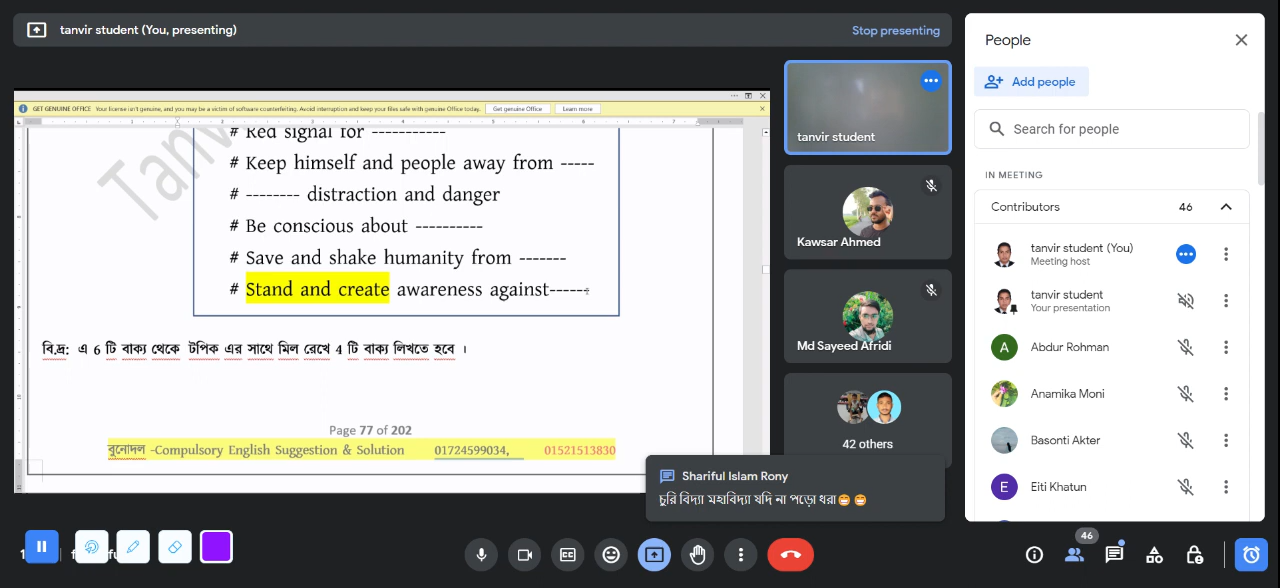 tanvir student (You, presenting)
Stop presenting
GET GENUINE OFFICE Your license isn't genuine, and you may be a victim of software counterfeiting. Avoid interruption and keep your files safe with genuine Office today. Get genuine Office Learn more
# Red signal for -----------
# Keep himself and people away from -----
# -------- distraction and danger
# Be conscious about ----------
# Save and shake humanity from -------
# Stand and create awareness against------
বি.দ্র: এ 6 টি বাক্য থেকে টপিক এর সাথে মিল রেখে 4 টি বাক্য লিখতে হবে ।
Page 77 of 202
বুনোদল -Compulsory English Suggestion & Solution 01724599034, 01521513830
tanvir student
Kawsar Ahmed
Md Sayeed Afridi
42 others
Shariful Islam Rony
চুরি বিদ্যা মহাবিদ্যা যদি না পড়ো ধরা😁😁
People
Add people
Search for people
IN MEETING
Contributors 46
tanvir student (You)
Meeting host
tanvir student
Your presentation
A Abdur Rohman
Anamika Moni
Basonti Akter
E Eiti Khatun
46